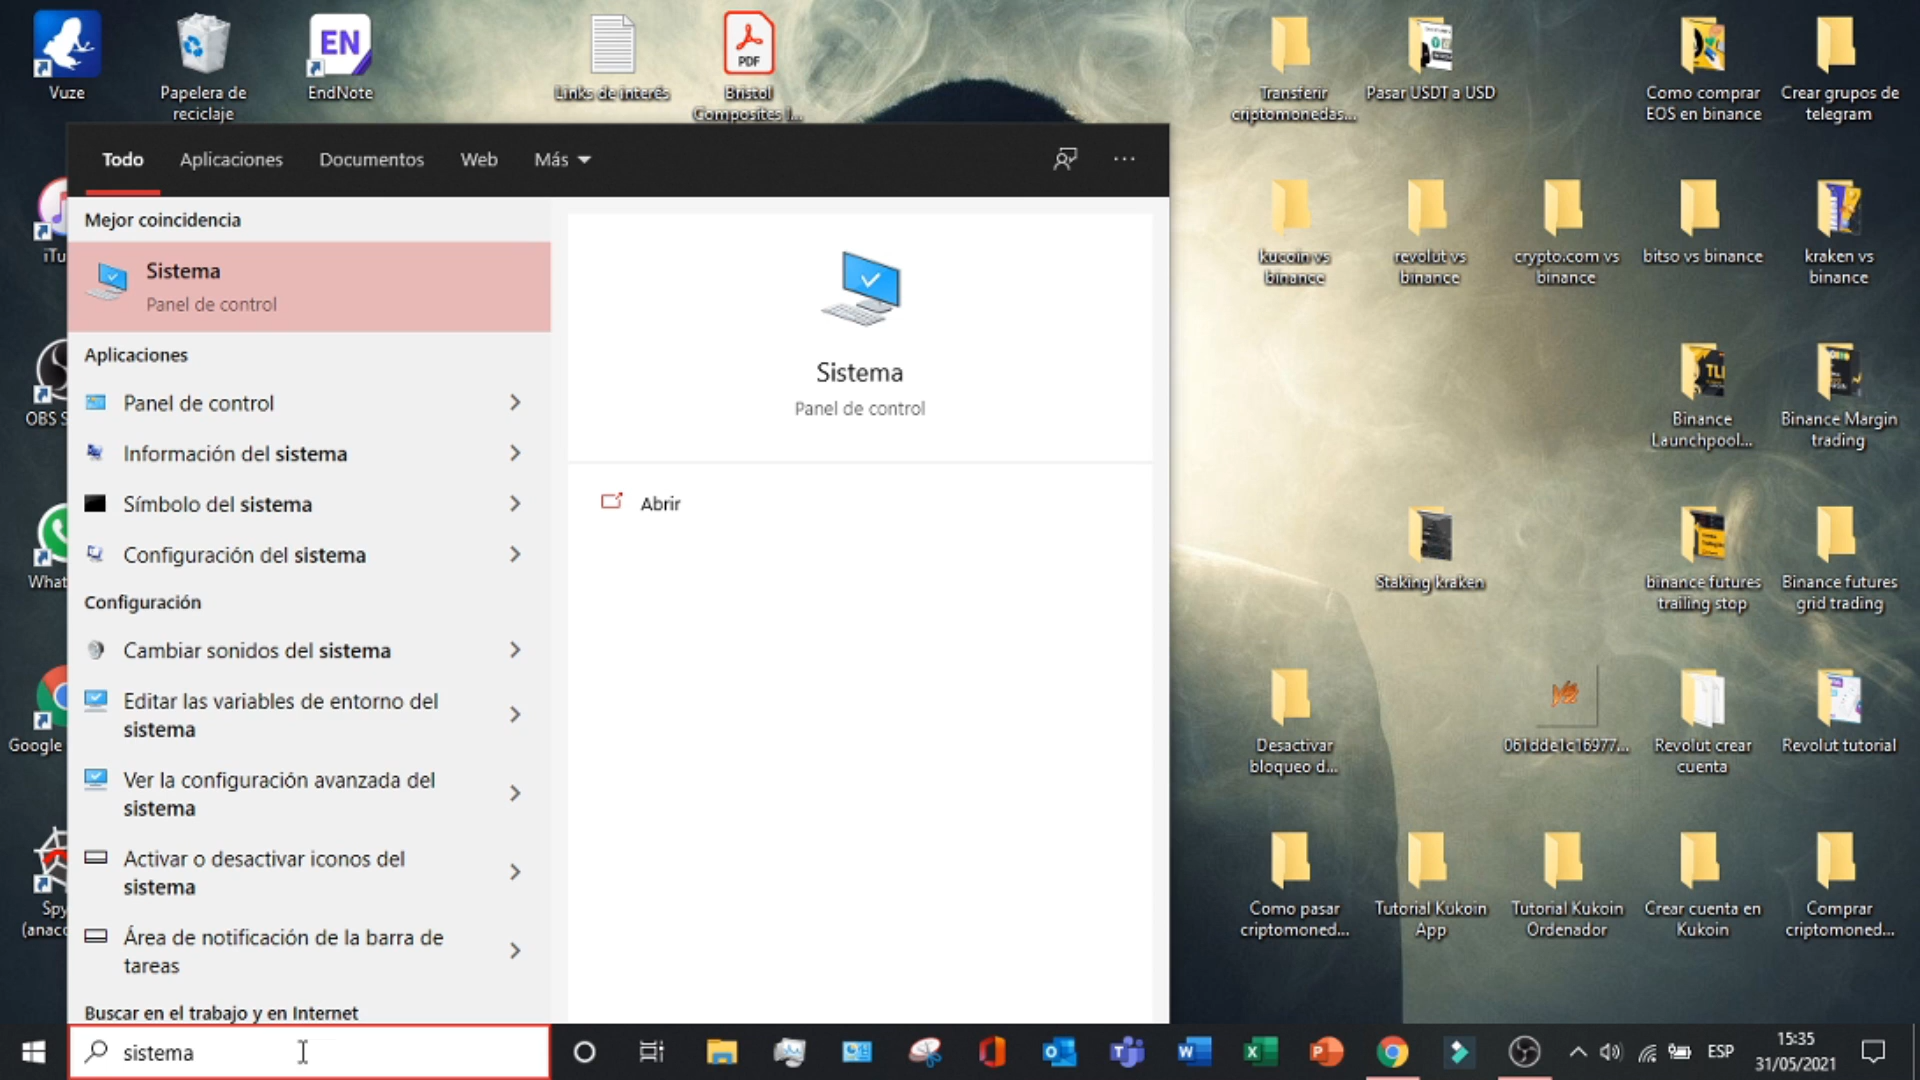 EN
PDF
Vuze
Papelera de
reciclaje
EndNote
Links de interés
Bristol
Composites I...
Transferir
criptomonedas...
Pasar USDT a USD
Como comprar
EOS en binance
Crear grupos de
telegram
Todo
Aplicaciones
Documentos
Web
Más
Mejor coincidencia
Sistema
Panel de control
Aplicaciones
Panel de control
Información del sistema
Símbolo del sistema
Configuración del sistema
Configuración
Cambiar sonidos del sistema
Editar las variables de entorno del
sistema
Ver la configuración avanzada del
sistema
Activar o desactivar iconos del
sistema
Área de notificación de la barra de
tareas
Buscar en el trabajo y en Internet
Sistema
Panel de control
Abrir
iTu
OBS S
What
Google
Spy
(anaco
kucoin vs
binance
revolut vs
binance
crypto.com vs
binance
bitso vs binance
kraken vs
binance
Binance
Launchpool...
Binance Margin
trading
Staking kraken
binance futures
trailing stop
Binance futures
grid trading
Desactivar
bloqueo d...
061dde1c16977...
Revolut crear
cuenta
Revolut tutorial
Como pasar
criptomoned...
Tutorial Kukoin
App
Tutorial Kukoin
Ordenador
Crear cuenta en
Kukoin
Comprar
criptomoned...
sistema
ESP
15:35
31/05/2021